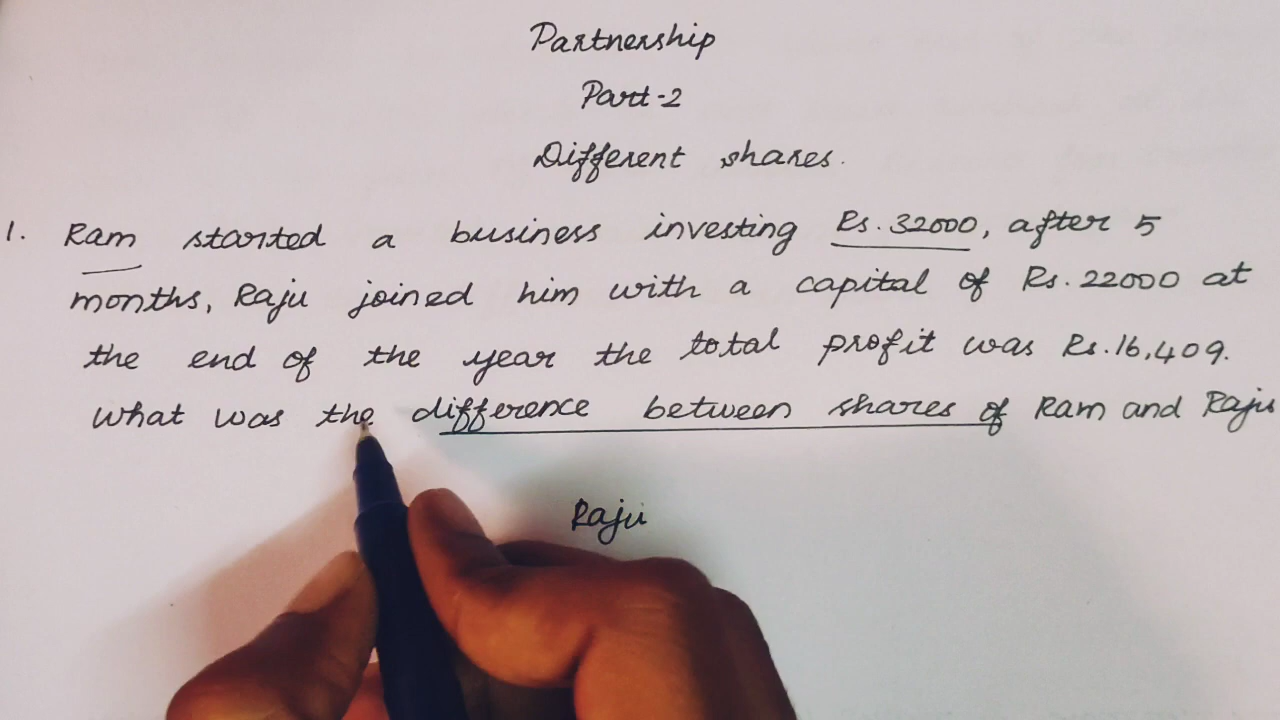 Partnership
Part-2
Different shares.
1. Ram started a business investing Rs.32000, after 5
months, Raju joined him with a capital of Rs.22000 at
the end of the year the total profit was Rs.16,409.
What was the difference between shares of Ram and Raju
Raju